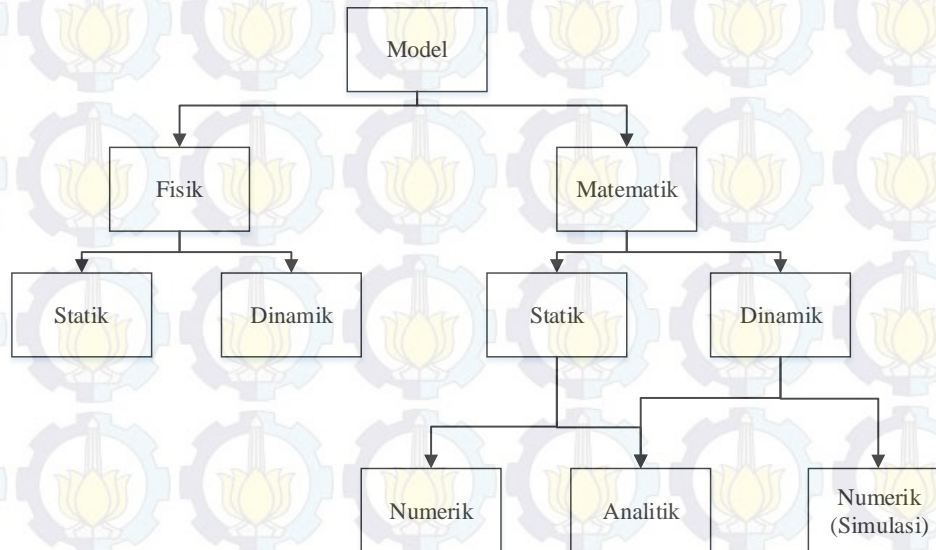 Model
Fisik
Matematik
Statik
Dinamik
Statik
Dinamik
Numerik
Analitik
Numerik
(Simulasi)